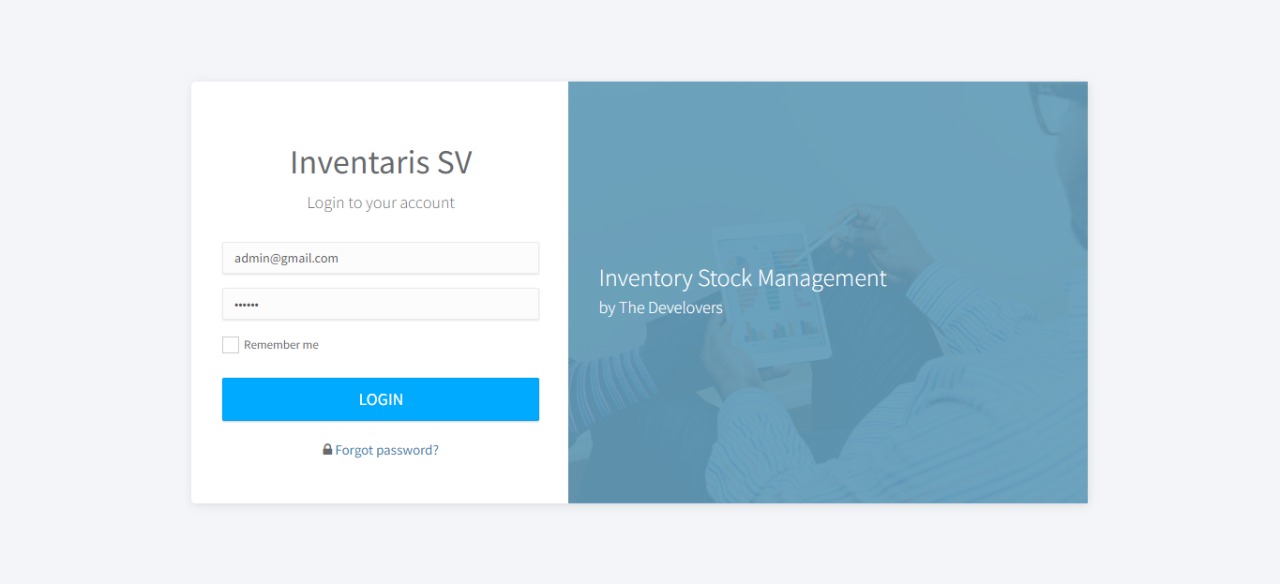 Inventaris SV
Login to your account
admin@gmail.com
••••••
Remember me
LOGIN
Forgot password?
Inventory Stock Management
by The Develovers